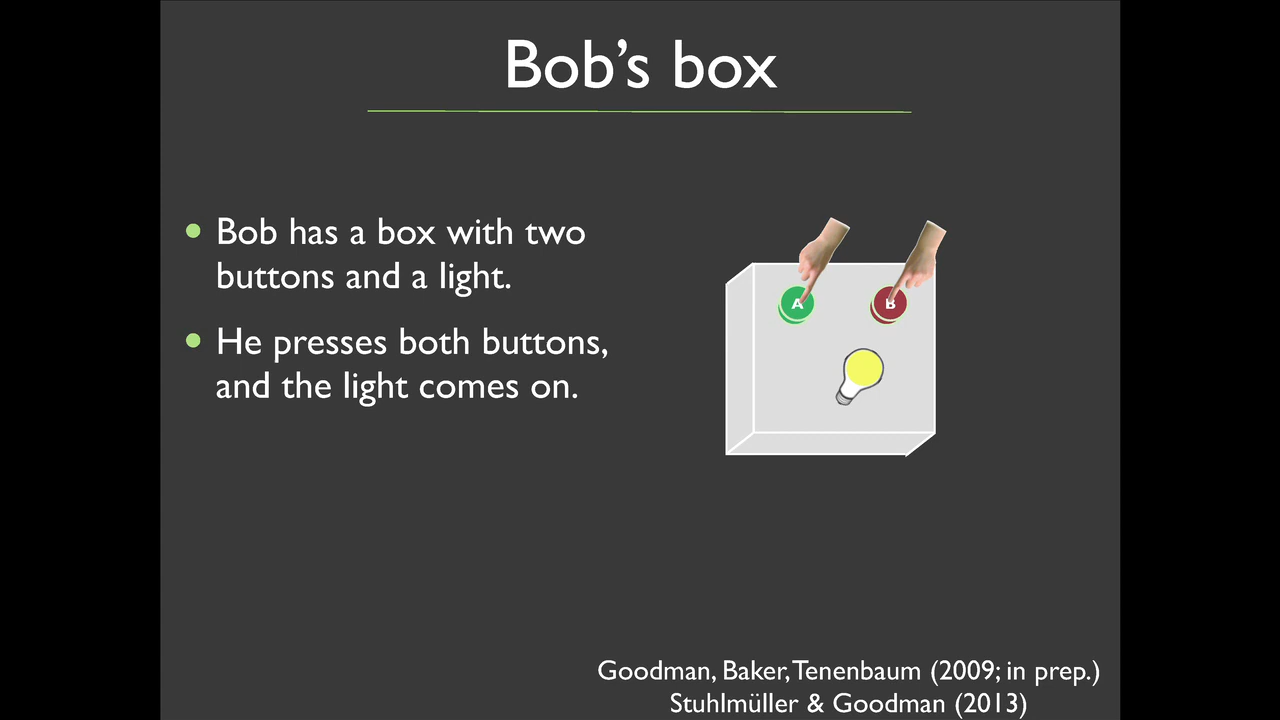 Bob's box
Bob has a box with two
buttons and a light.
He presses both buttons,
and the light comes on.
A
B
Goodman, Baker, Tenenbaum (2009; in prep.)
Stuhlmüller & Goodman (2013)